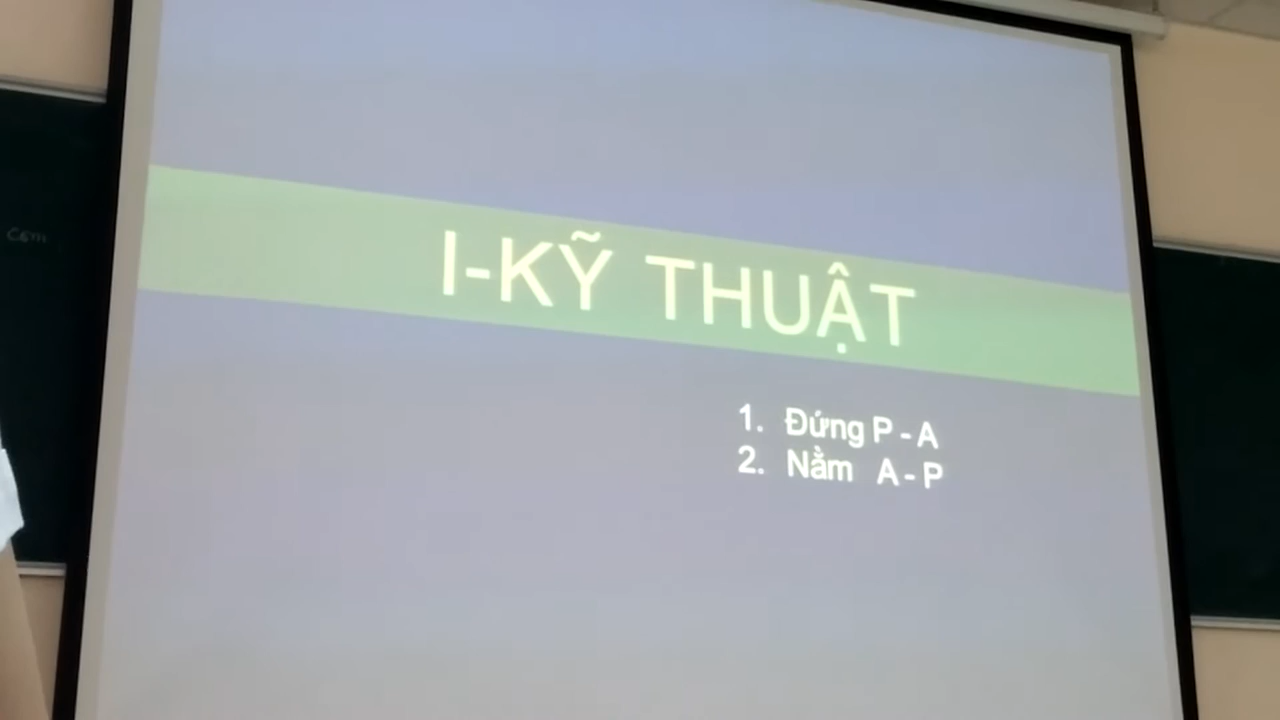 I-KỸ THUẬT
1. Đứng P - A
2. Nằm A - P